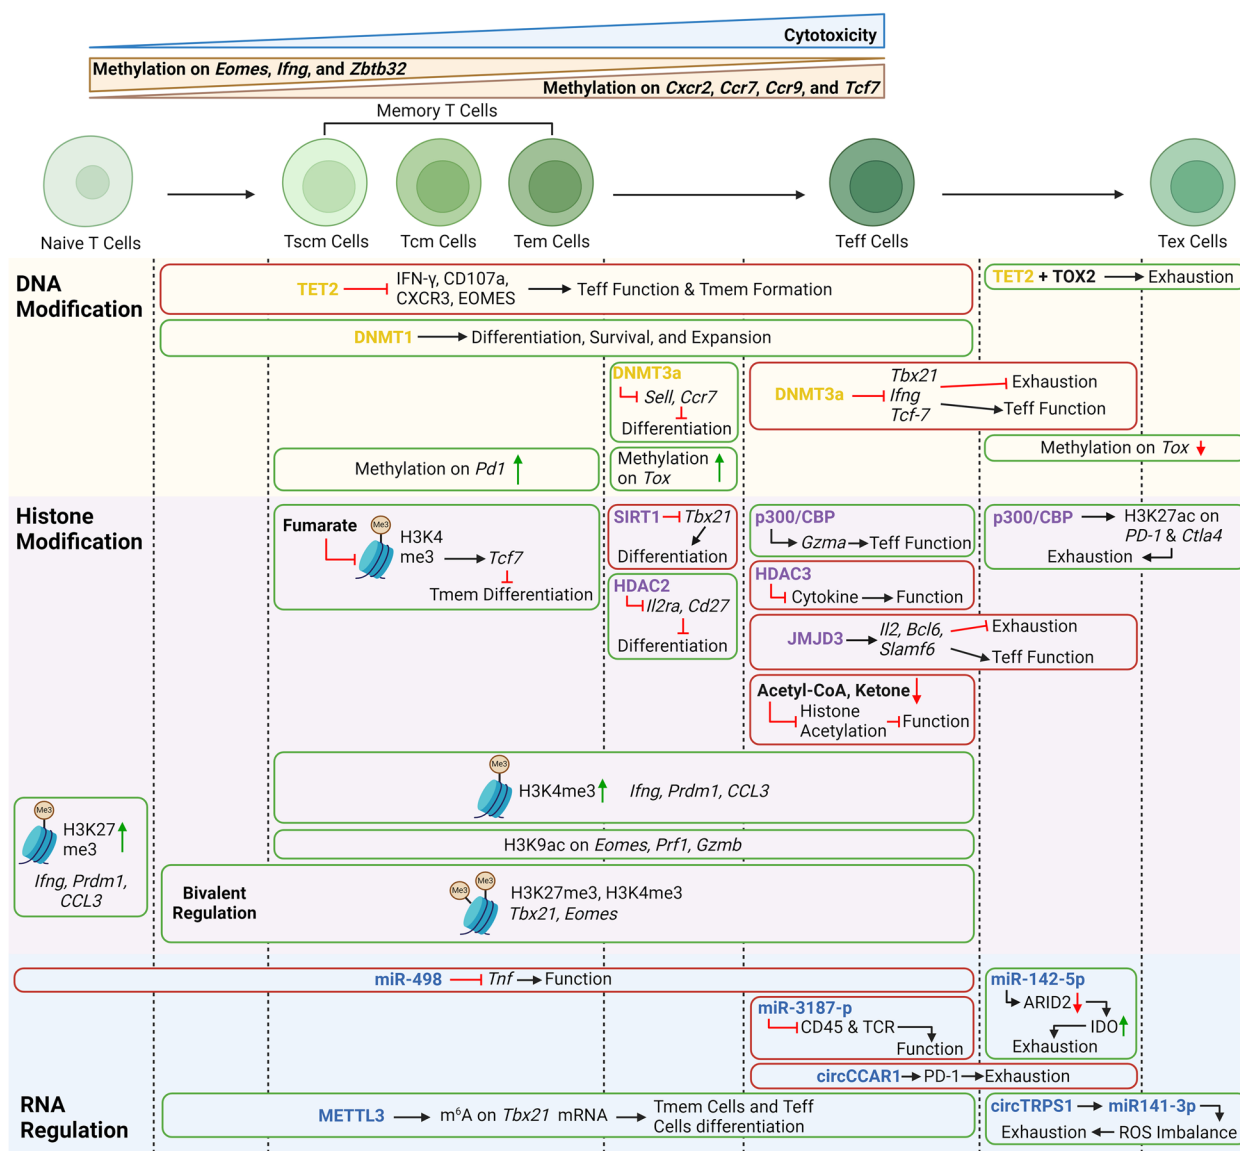 Cytotoxicity
Methylation on Eomes, Ifng, and Zbtb32
Methylation on Cxcr2, Ccr7, Ccr9, and Tcf7
Memory T Cells
Naive T Cells
Tscm Cells
Tcm Cells
Tem Cells
Teff Cells
Tex Cells
DNA
Modification
TET2
IFN-γ, CD107a,
CXCR3, EOMES
Teff Function & Tmem Formation
TET2 + TOX2
Exhaustion
DNMT1
Differentiation, Survival, and Expansion
DNMT3a
Sell, Ccr7
Differentiation
DNMT3a
Tbx21
Ifng
Tcf-7
Exhaustion
Teff Function
Methylation on Tox
Methylation on Pd1
Methylation
on Tox
Histone
Modification
Fumarate
Me3
H3K4
me3
Tcf7
Tmem Differentiation
SIRT1
Tbx21
Differentiation
HDAC2
Il2ra, Cd27
Differentiation
p300/CBP
Gzma
Teff Function
p300/CBP
H3K27ac on
PD-1 & Ctla4
Exhaustion
HDAC3
Cytokine
Function
JMJD3
Il2, Bcl6,
Slamf6
Exhaustion
Teff Function
Acetyl-CoA, Ketone
Histone
Acetylation
Function
Me3
H3K4me3
Ifng, Prdm1, CCL3
Me3
H3K27
me3
Ifng, Prdm1,
CCL3
H3K9ac on Eomes, Prf1, Gzmb
Bivalent
Regulation
Me3
Me3
H3K27me3, H3K4me3
Tbx21, Eomes
miR-498
Tnf
Function
miR-142-5p
ARID2
IDO
Exhaustion
miR-3187-p
CD45 & TCR
Function
circCCAR1
PD-1
Exhaustion
RNA
Regulation
METTL3
m⁶A on Tbx21 mRNA
Tmem Cells and Teff
Cells differentiation
circTRPS1
miR141-3p
Exhaustion
ROS Imbalance